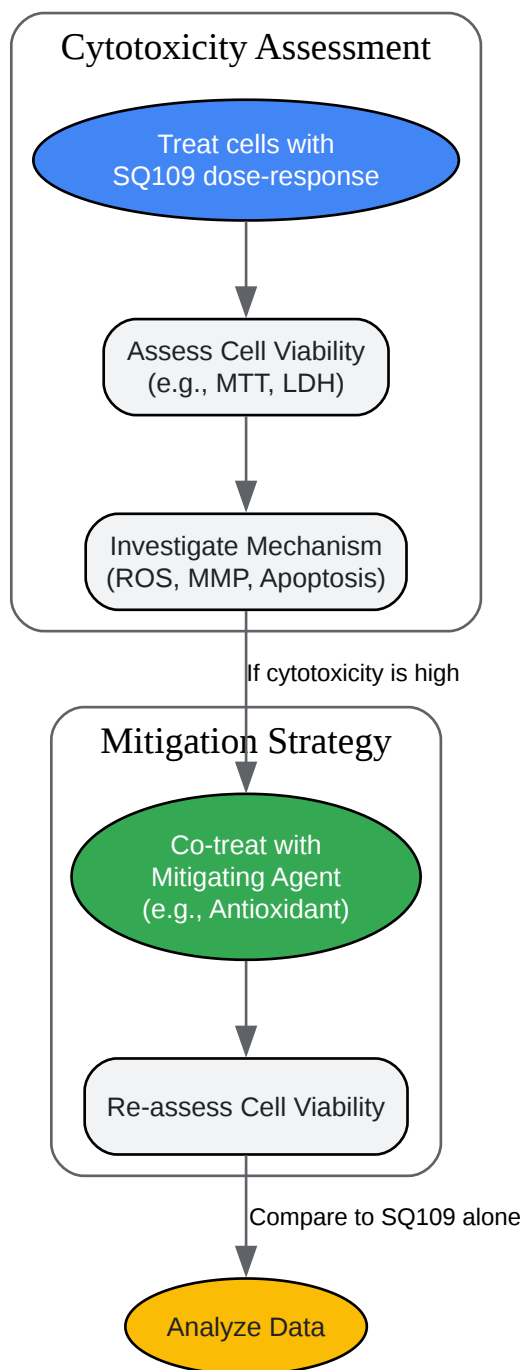 Cytotoxicity Assessment
Treat cells with
SQ109 dose-response
Assess Cell Viability
(e.g., MTT, LDH)
Investigate Mechanism
(ROS, MMP, Apoptosis)
If cytotoxicity is high
Mitigation Strategy
Co-treat with
Mitigating Agent
(e.g., Antioxidant)
Re-assess Cell Viability
Compare to SQ109 alone
Analyze Data